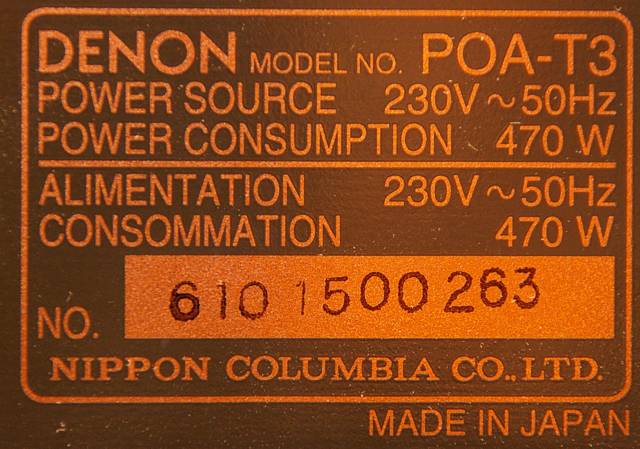 DENON MODEL NO. POA-T3
POWER SOURCE 230V ~ 50Hz
POWER CONSUMPTION 470 W
ALIMENTATION 230V ~ 50Hz
CONSOMMATION 470 W
NO. 610 1500 263
NIPPON COLUMBIA CO., LTD.
MADE IN JAPAN